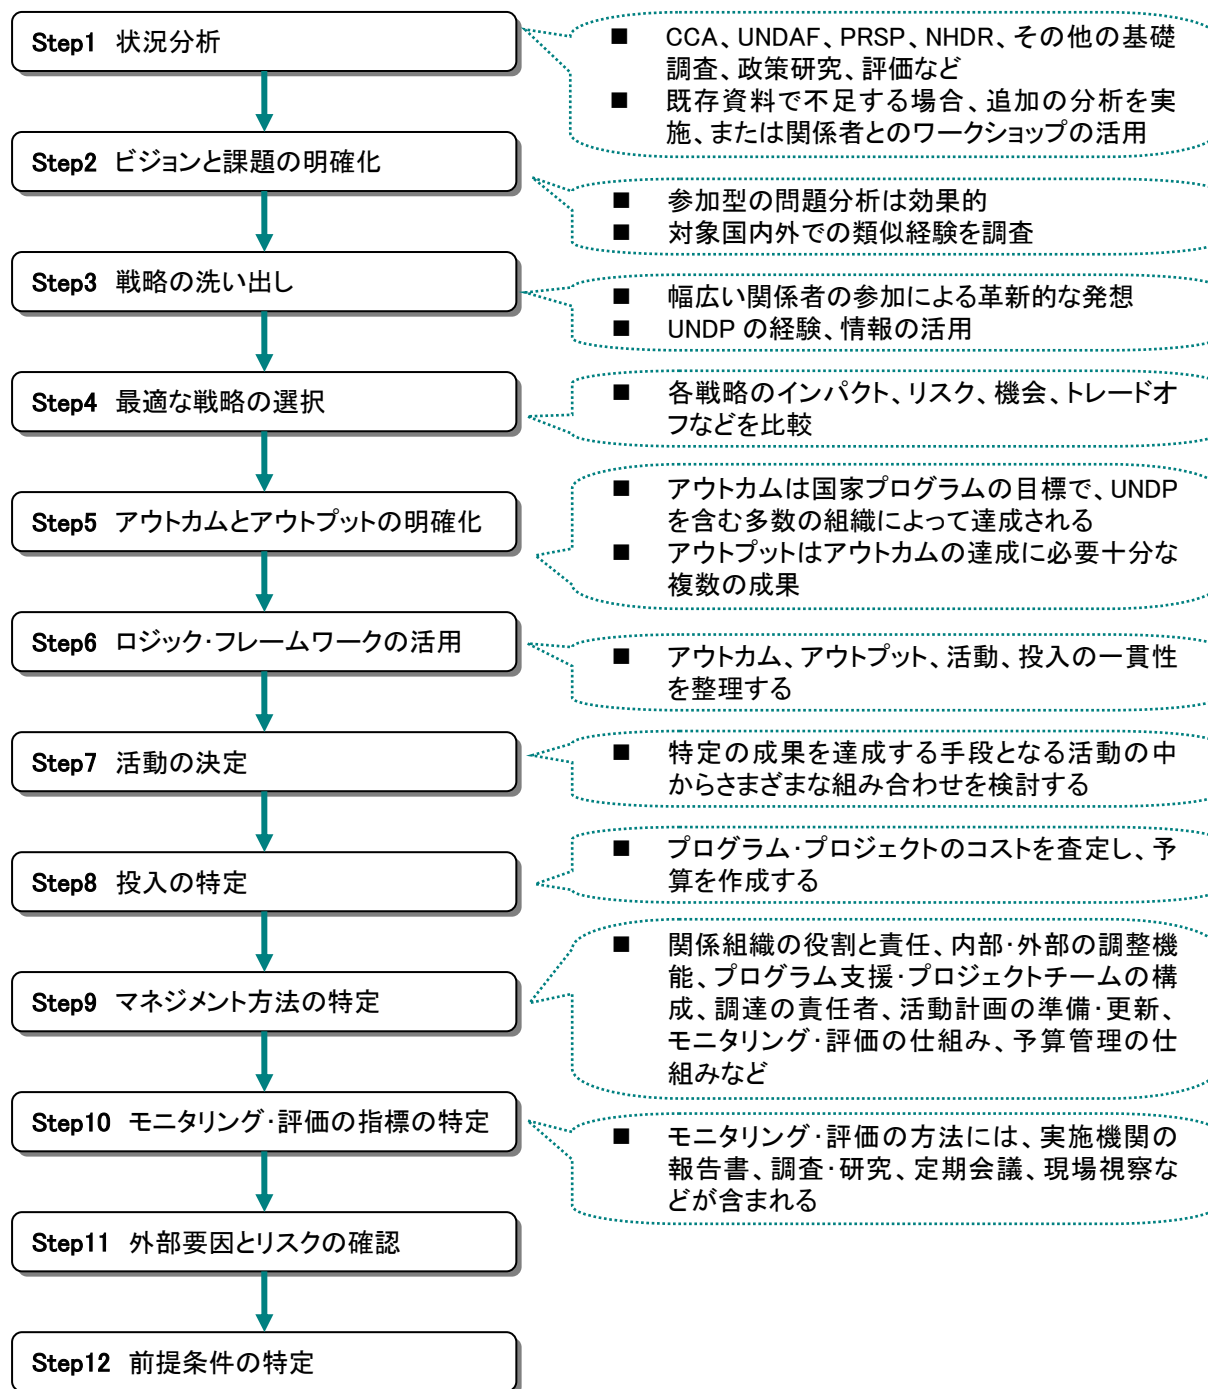 Step1 状況分析
■ CCA、UNDAF、PRSP、NHDR、その他の基礎
調査、政策研究、評価など
■ 既存資料で不足する場合、追加の分析を実
施、または関係者とのワークショップの活用
Step2 ビジョンと課題の明確化
■ 参加型の問題分析は効果的
■ 対象国内外での類似経験を調査
Step3 戦略の洗い出し
■ 幅広い関係者の参加による革新的な発想
■ UNDP の経験、情報の活用
Step4 最適な戦略の選択
■ 各戦略のインパクト、リスク、機会、トレードオ
フなどを比較
Step5 アウトカムとアウトプットの明確化
■ アウトカムは国家プログラムの目標で、UNDP
を含む多数の組織によって達成される
■ アウトプットはアウトカムの達成に必要十分な
複数の成果
Step6 ロジック・フレームワークの活用
■ アウトカム、アウトプット、活動、投入の一貫性
を整理する
Step7 活動の決定
■ 特定の成果を達成する手段となる活動の中
からさまざまな組み合わせを検討する
Step8 投入の特定
■ プログラム・プロジェクトのコストを査定し、予
算を作成する
Step9 マネジメント方法の特定
■ 関係組織の役割と責任、内部・外部の調整機
能、プログラム支援・プロジェクトチームの構
成、調達の責任者、活動計画の準備・更新、
モニタリング・評価の仕組み、予算管理の仕
組みなど
Step10 モニタリング・評価の指標の特定
■ モニタリング・評価の方法には、実施機関の
報告書、調査・研究、定期会議、現場視察な
どが含まれる
Step11 外部要因とリスクの確認
Step12 前提条件の特定